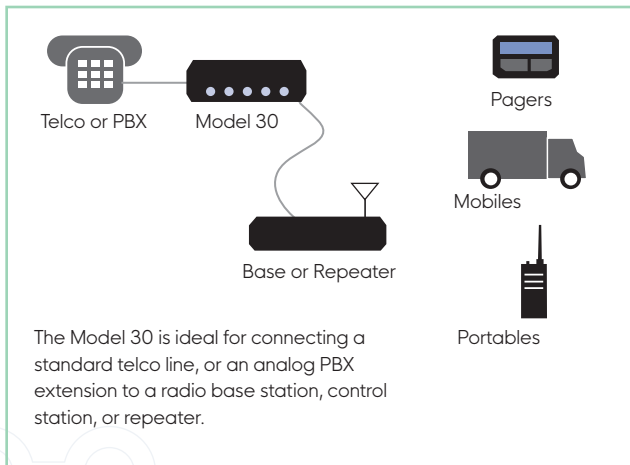 Telco or PBX
Model 30
Pagers
Mobiles
Base or Repeater
Portables
The Model 30 is ideal for connecting a
standard telco line, or an analog PBX
extension to a radio base station, control
station, or repeater.